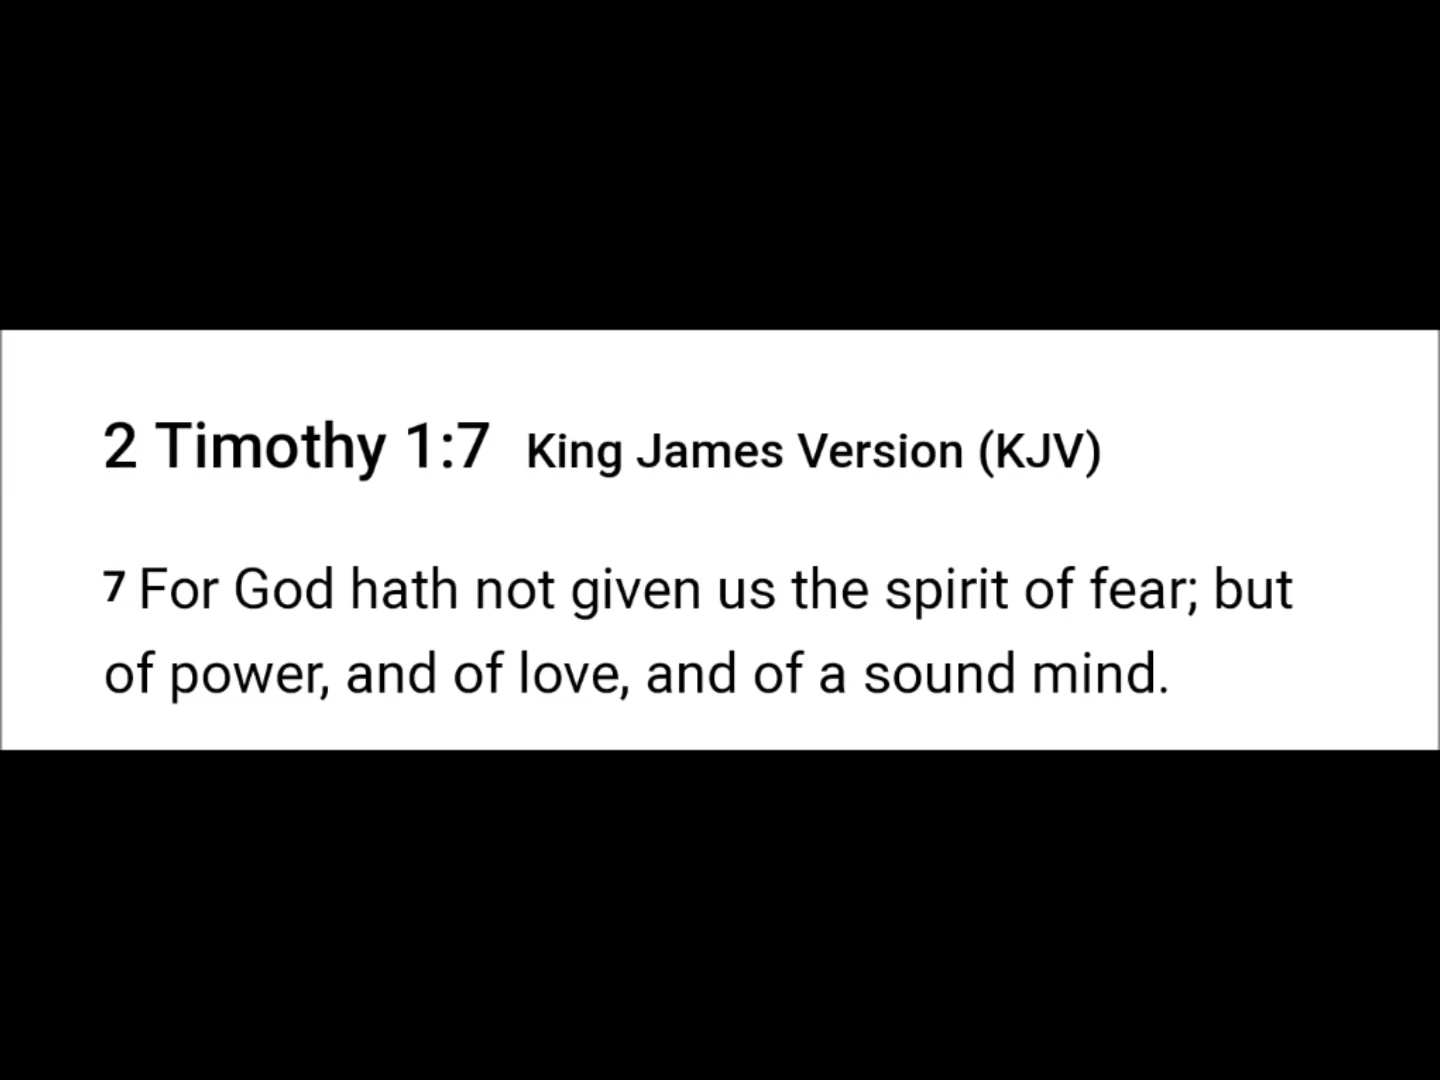 2 Timothy 1:7 King James Version (KJV)
7 For God hath not given us the spirit of fear; but
of power, and of love, and of a sound mind.